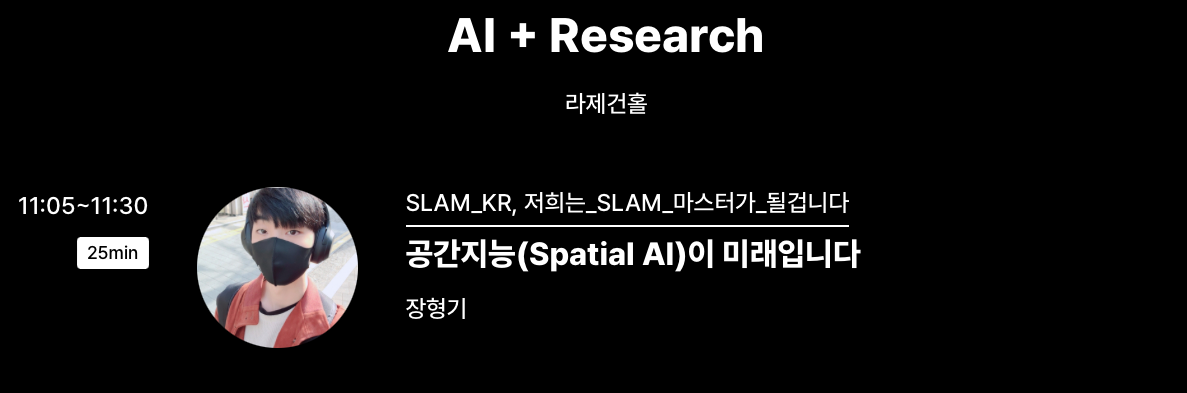 AI + Research
라제건홀
11:05~11:30
25min
SLAM_KR, 저희는_SLAM_마스터가_될겁니다
공간지능(Spatial AI)이 미래입니다
장형기